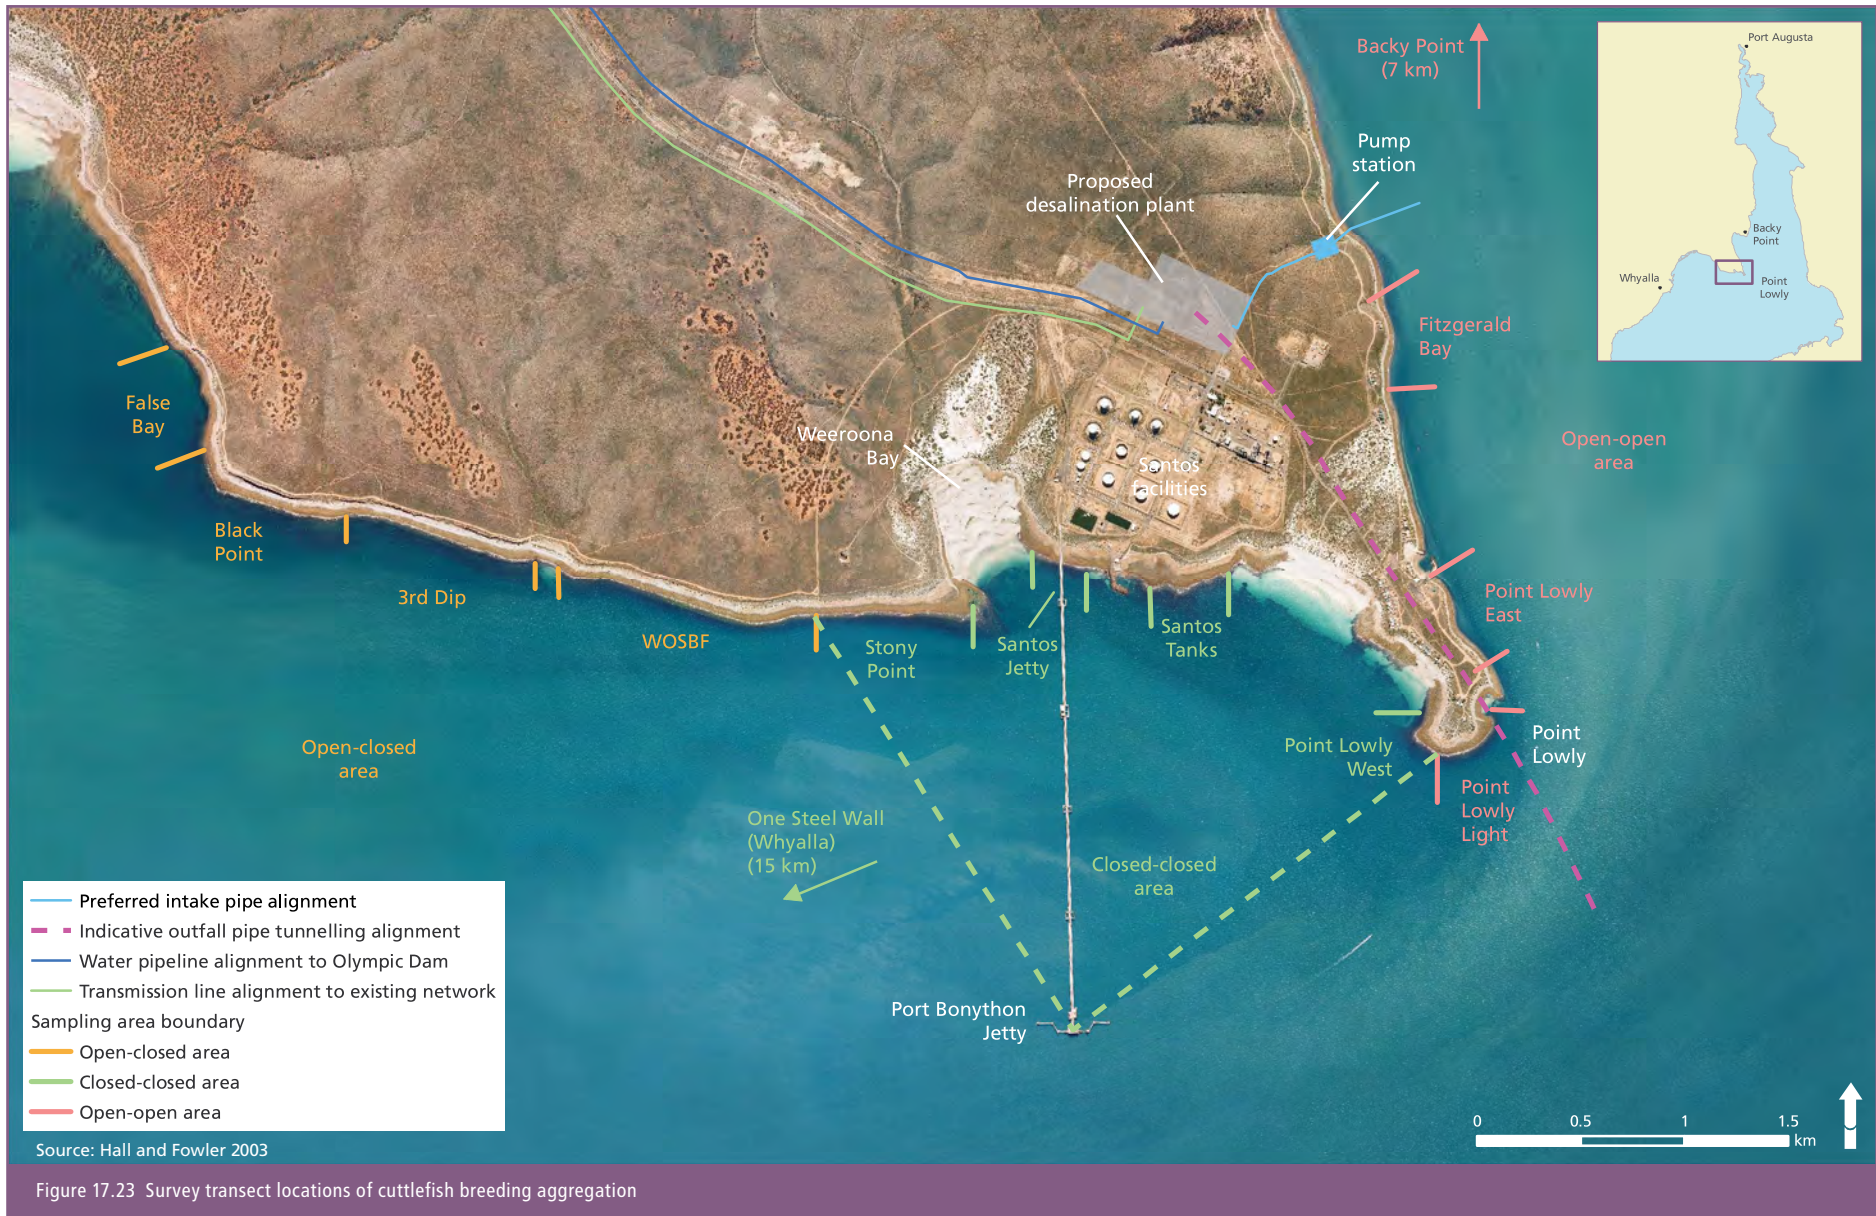 Backy Point
(7 km)
Port Augusta
Backy
Point
Whyalla
Point
Lowly
Pump
station
Proposed
desalination plant
Fitzgerald
Bay
False
Bay
Weeroona
Bay
Open-open
area
Santos
facilities
Black
Point
3rd Dip
WOSBF
Stony
Point
Santos
Jetty
Santos
Tanks
Point Lowly
East
Point Lowly
West
Point
Lowly
Point
Lowly
Light
Open-closed
area
One Steel Wall
(Whyalla)
(15 km)
Closed-closed
area
Port Bonython
Jetty
Preferred intake pipe alignment
Indicative outfall pipe tunnelling alignment
Water pipeline alignment to Olympic Dam
Transmission line alignment to existing network
Sampling area boundary
Open-closed area
Closed-closed area
Open-open area
0 0.5 1 1.5
km
Source: Hall and Fowler 2003
Figure 17.23 Survey transect locations of cuttlefish breeding aggregation